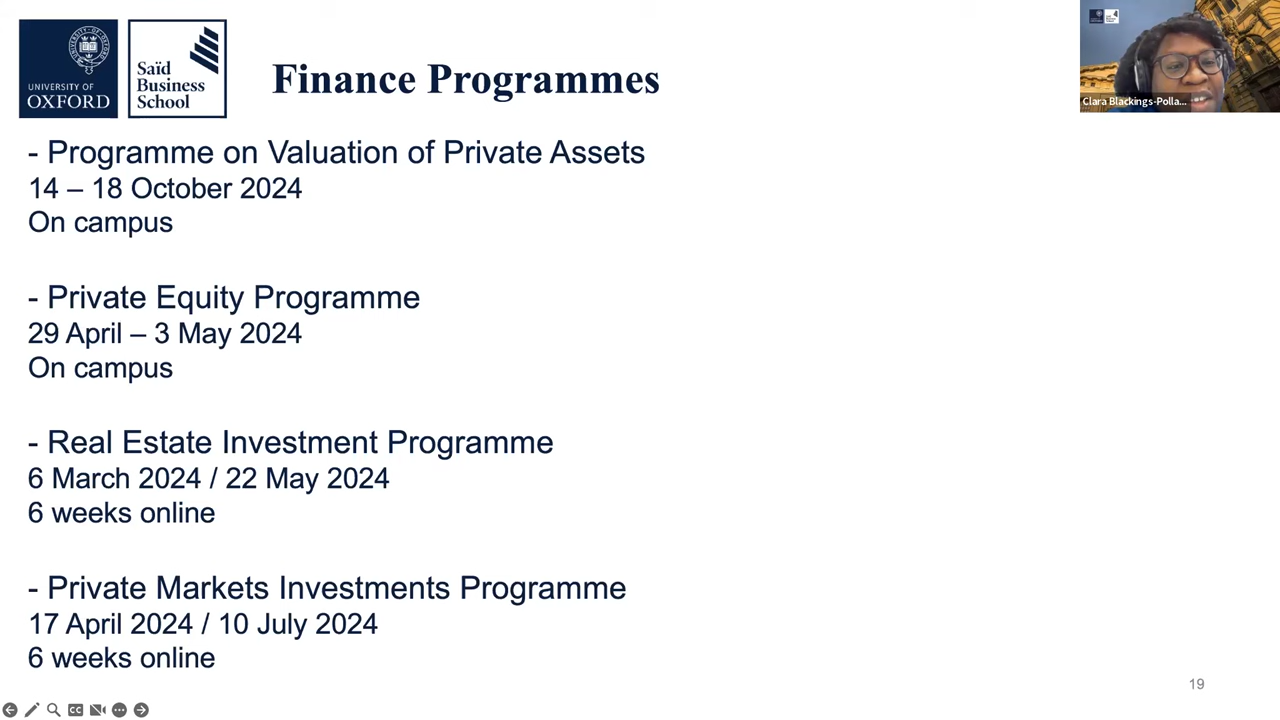 UNIVERSITY OF
OXFORD
Saïd
Business
School
Finance Programmes
Clara Blackings-Polla...
- Programme on Valuation of Private Assets
14 – 18 October 2024
On campus
- Private Equity Programme
29 April – 3 May 2024
On campus
- Real Estate Investment Programme
6 March 2024 / 22 May 2024
6 weeks online
- Private Markets Investments Programme
17 April 2024 / 10 July 2024
6 weeks online
19
CC